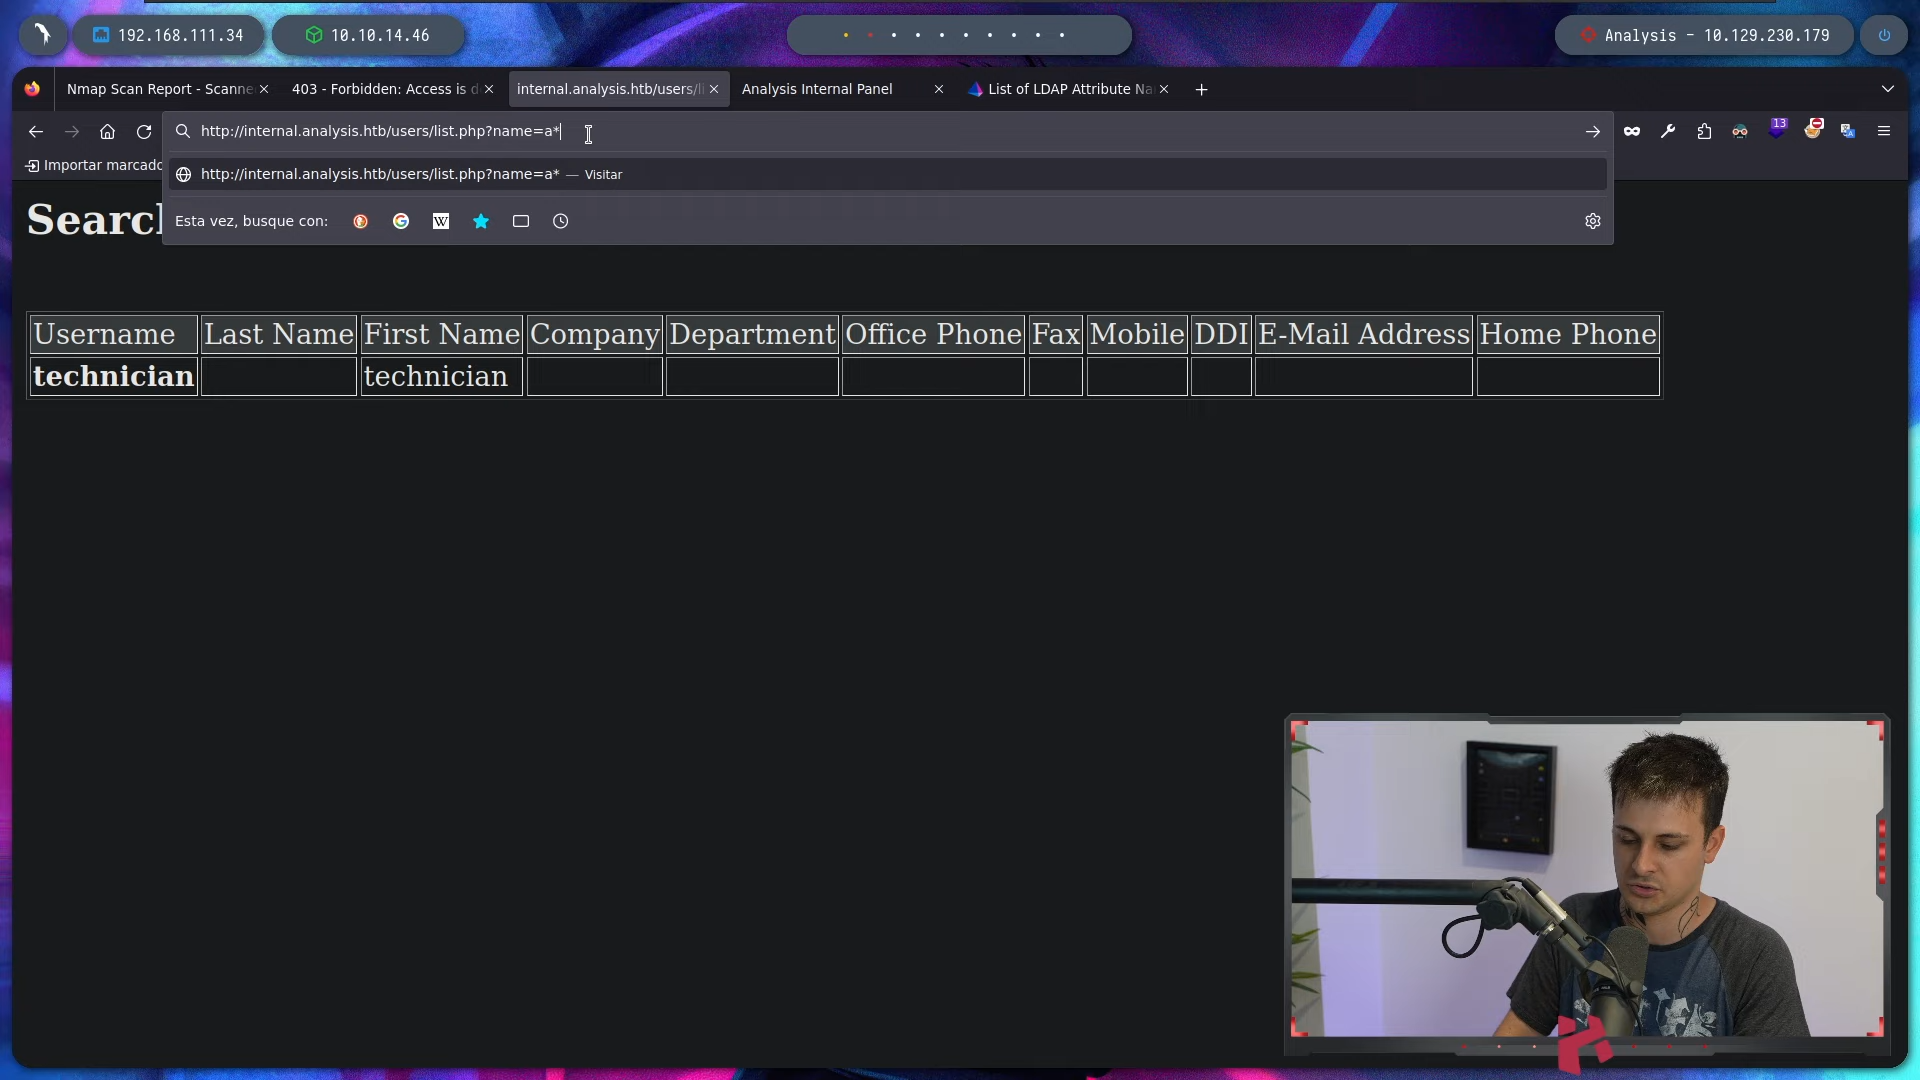 192.168.111.34
10.10.14.46
Analysis - 10.129.230.179
Nmap Scan Report - Scanne
403 - Forbidden: Access is d
internal.analysis.htb/users/l
Analysis Internal Panel
List of LDAP Attribute Na
http://internal.analysis.htb/users/list.php?name=a*
13
Importar marcado
http://internal.analysis.htb/users/list.php?name=a* — Visitar
Esta vez, busque con:
W
Search
Username Last Name First Name Company Department Office Phone Fax Mobile DDI E-Mail Address Home Phone
technician technician